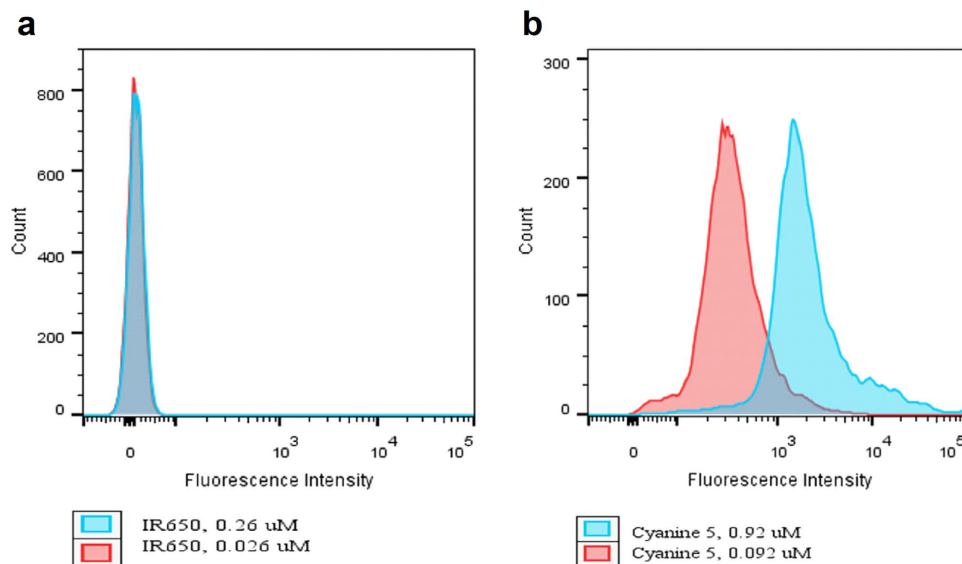 a
b
800
600
400
200
0
Count
0
10^3
10^4
10^5
Fluorescence Intensity
300
200
100
0
Count
0
10^3
10^4
10^5
Fluorescence Intensity
IR650, 0.26 uM
IR650, 0.026 uM
Cyanine 5, 0.92 uM
Cyanine 5, 0.092 uM